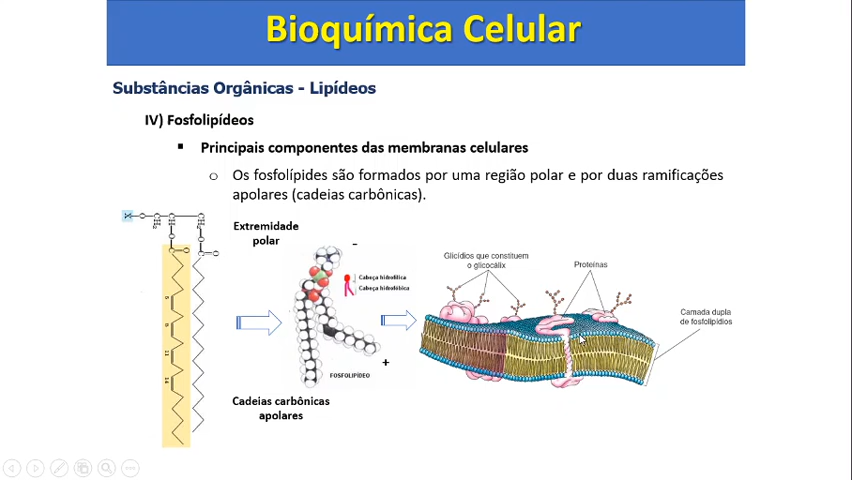 Bioquímica Celular
Substâncias Orgânicas - Lipídeos
IV) Fosfolipídeos
▪ Principais componentes das membranas celulares
o Os fosfolípides são formados por uma região polar e por duas ramificações
apolares (cadeias carbônicas).
Extremidade
polar
-
Cabeça hidrofílica
Cabeça hidrofóbica
+
FOSFOLIPÍDEO
Cadeias carbônicas
apolares
Glicídios que constituem
o glicocálix
Proteínas
Camada dupla
de fosfolipídios